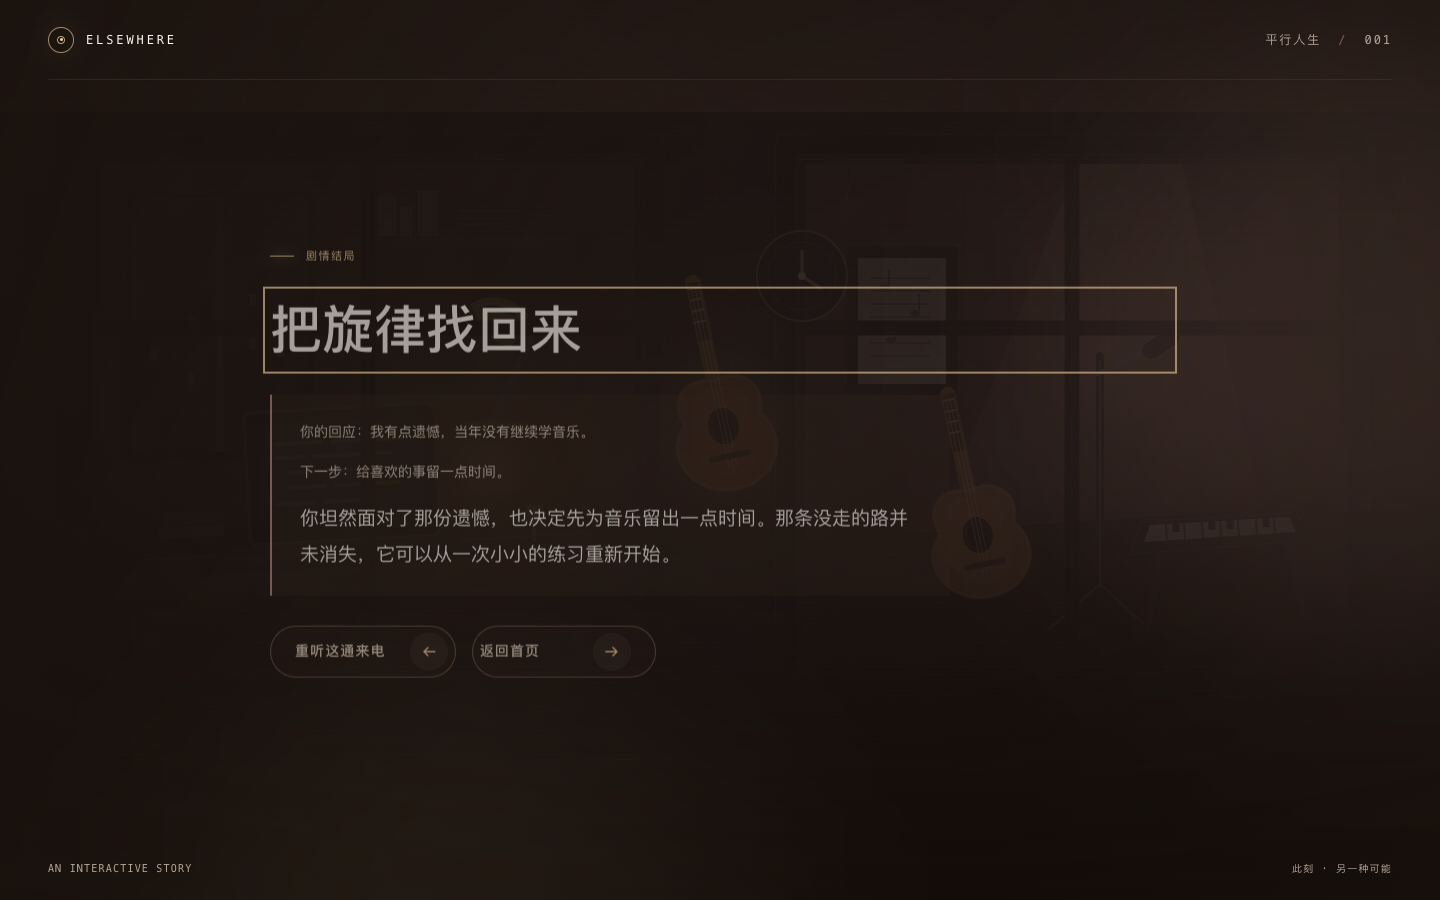 ELSEWHERE
平行人生 / 001
剧情结局
把旋律找回来
你的回应：我有点遗憾，当年没有继续学音乐。
下一步：给喜欢的事留一点时间。
你坦然面对了那份遗憾，也决定先为音乐留出一点时间。那条没走的路并
未消失，它可以从一次小小的练习重新开始。
重听这通来电 ←
返回首页 →
AN INTERACTIVE STORY
此刻 · 另一种可能